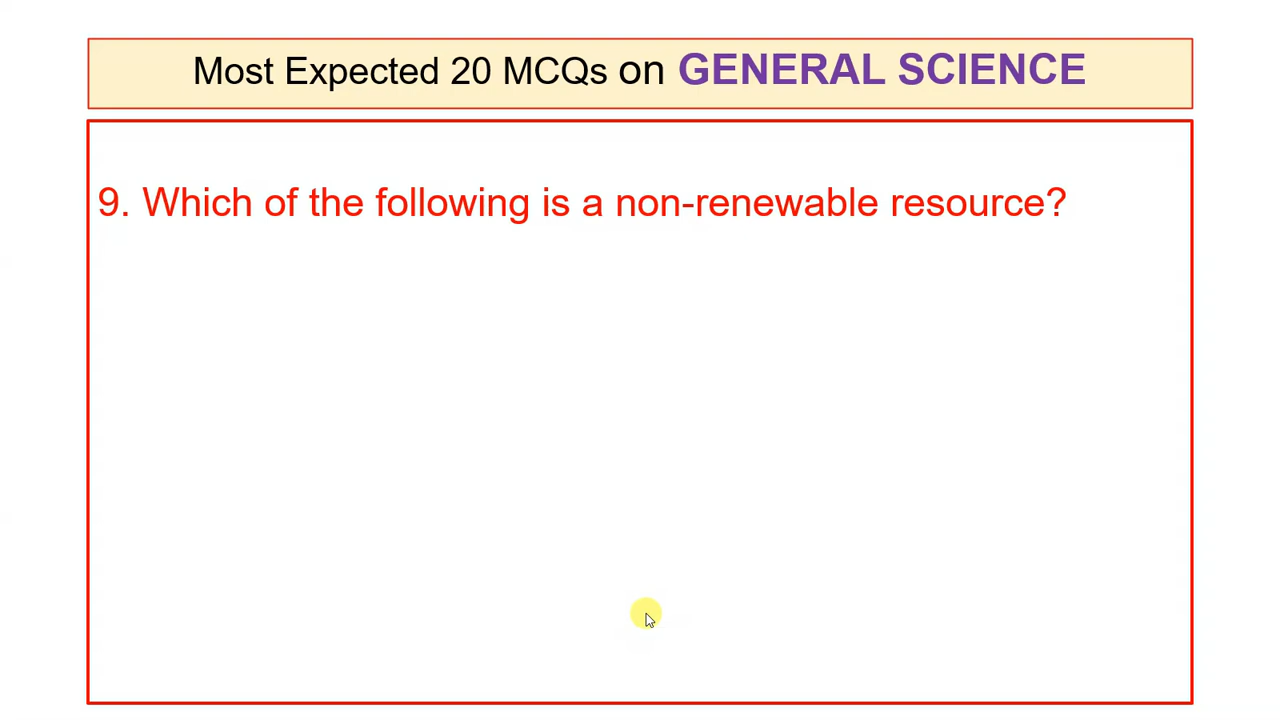 Most Expected 20 MCQs on GENERAL SCIENCE
9. Which of the following is a non-renewable resource?